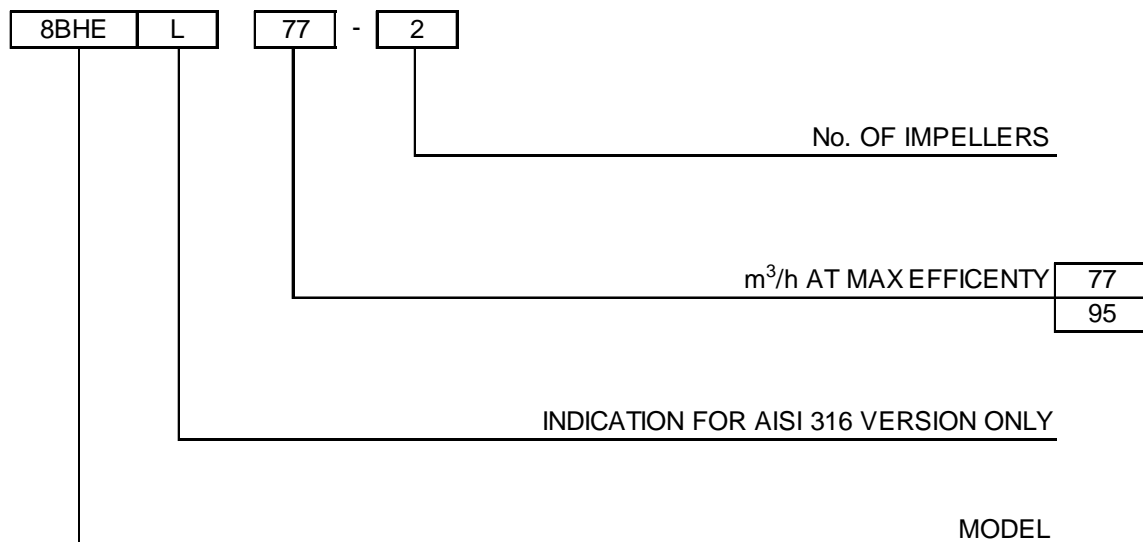 8BHE L 77 - 2
No. OF IMPELLERS
m³/h AT MAX EFFICENTY 77
95
INDICATION FOR AISI 316 VERSION ONLY
MODEL